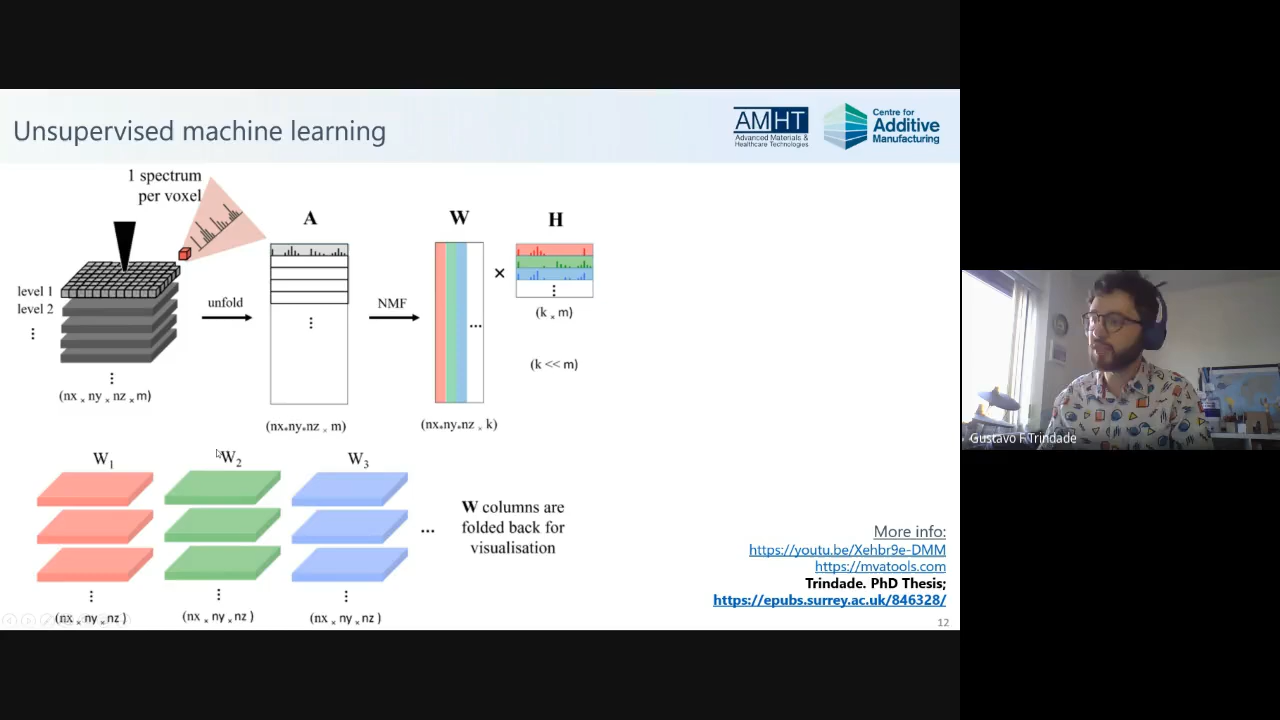 Unsupervised machine learning
AMHT
Advanced Materials &
Healthcare Technologies
Centre for
Additive
Manufacturing
1 spectrum
per voxel
A
W
H
level 1
level 2
⋮
unfold
NMF
×
⋮
⋮
...
⋮
(k × m)
(k << m)
(nx × ny × nz × m)
(nx*ny*nz × m)
(nx*ny*nz × k)
W1
W2
W3
...
W columns are
folded back for
visualisation
⋮
⋮
⋮
(nx × ny × nz )
(nx × ny × nz )
(nx × ny × nz )
More info:
https://youtu.be/Xehbr9e-DMM
https://mvatools.com
Trindade. PhD Thesis;
https://epubs.surrey.ac.uk/846328/
12
Gustavo F Trindade